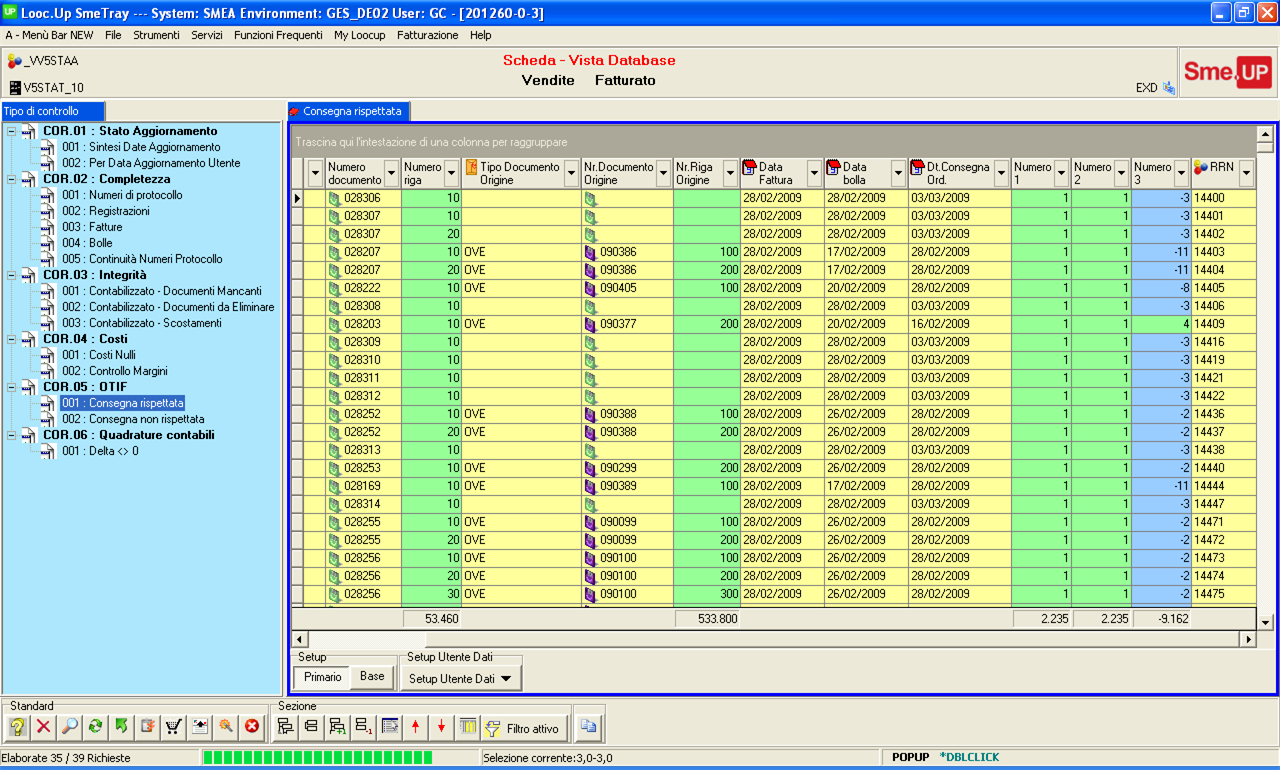 Looc.Up SmeTray --- System: SMEA Environment: GES_DE02 User: GC - [201260-0-3]
A - Menù Bar NEW File Strumenti Servizi Funzioni Frequenti My Loocup Fatturazione Help
_VV5STAA
Scheda - Vista Database
V5STAT_10
Vendite Fatturato
EXD
Sme.UP
Tipo di controllo
COR.01 : Stato Aggiornamento
001 : Sintesi Date Aggiornamento
002 : Per Data Aggiornamento Utente
COR.02 : Completezza
001 : Numeri di protocollo
002 : Registrazioni
003 : Fatture
004 : Bolle
005 : Continuità Numeri Protocollo
COR.03 : Integrità
001 : Contabilizzato - Documenti Mancanti
002 : Contabilizzato - Documenti da Eliminare
003 : Contabilizzato - Scostamenti
COR.04 : Costi
001 : Costi Nulli
002 : Controllo Margini
COR.05 : OTIF
001 : Consegna rispettata
002 : Consegna non rispettata
COR.06 : Quadrature contabili
001 : Delta <> 0
Consegna rispettata
Trascina qui l'intestazione di una colonna per raggruppare
Numero documento Numero riga Tipo Documento Origine Nr.Documento Origine Nr.Riga Origine Data Fattura Data bolla Dt.Consegna Ord. Numero 1 Numero 2 Numero 3 RRN
028306 10 28/02/2009 28/02/2009 03/03/2009 1 1 -3 14400
028307 10 28/02/2009 28/02/2009 03/03/2009 1 1 -3 14401
028307 20 28/02/2009 28/02/2009 03/03/2009 1 1 -3 14402
028207 10 OVE 090386 100 28/02/2009 17/02/2009 28/02/2009 1 1 -11 14403
028207 20 OVE 090386 200 28/02/2009 17/02/2009 28/02/2009 1 1 -11 14404
028222 10 OVE 090405 100 28/02/2009 20/02/2009 28/02/2009 1 1 -8 14405
028308 10 28/02/2009 28/02/2009 03/03/2009 1 1 -3 14406
028203 10 OVE 090377 200 28/02/2009 20/02/2009 16/02/2009 1 1 4 14409
028309 10 28/02/2009 28/02/2009 03/03/2009 1 1 -3 14416
028310 10 28/02/2009 28/02/2009 03/03/2009 1 1 -3 14419
028311 10 28/02/2009 28/02/2009 03/03/2009 1 1 -3 14421
028312 10 28/02/2009 28/02/2009 03/03/2009 1 1 -3 14422
028252 10 OVE 090388 100 28/02/2009 26/02/2009 28/02/2009 1 1 -2 14436
028252 20 OVE 090388 200 28/02/2009 26/02/2009 28/02/2009 1 1 -2 14437
028313 10 28/02/2009 28/02/2009 03/03/2009 1 1 -3 14438
028253 10 OVE 090299 200 28/02/2009 26/02/2009 28/02/2009 1 1 -2 14440
028169 10 OVE 090389 100 28/02/2009 17/02/2009 28/02/2009 1 1 -11 14444
028314 10 28/02/2009 28/02/2009 03/03/2009 1 1 -3 14447
028255 10 OVE 090099 100 28/02/2009 26/02/2009 28/02/2009 1 1 -2 14471
028255 20 OVE 090099 200 28/02/2009 26/02/2009 28/02/2009 1 1 -2 14472
028256 10 OVE 090100 100 28/02/2009 26/02/2009 28/02/2009 1 1 -2 14473
028256 20 OVE 090100 200 28/02/2009 26/02/2009 28/02/2009 1 1 -2 14474
028256 30 OVE 090100 300 28/02/2009 26/02/2009 28/02/2009 1 1 -2 14475
53.460 533.800 2.235 2.235 -9.162
Setup Setup Utente Dati
Primario Base Setup Utente Dati
Standard Sezione
Filtro attivo
Elaborate 35 / 39 Richieste Selezione corrente:3,0-3,0 POPUP *DBLCLICK